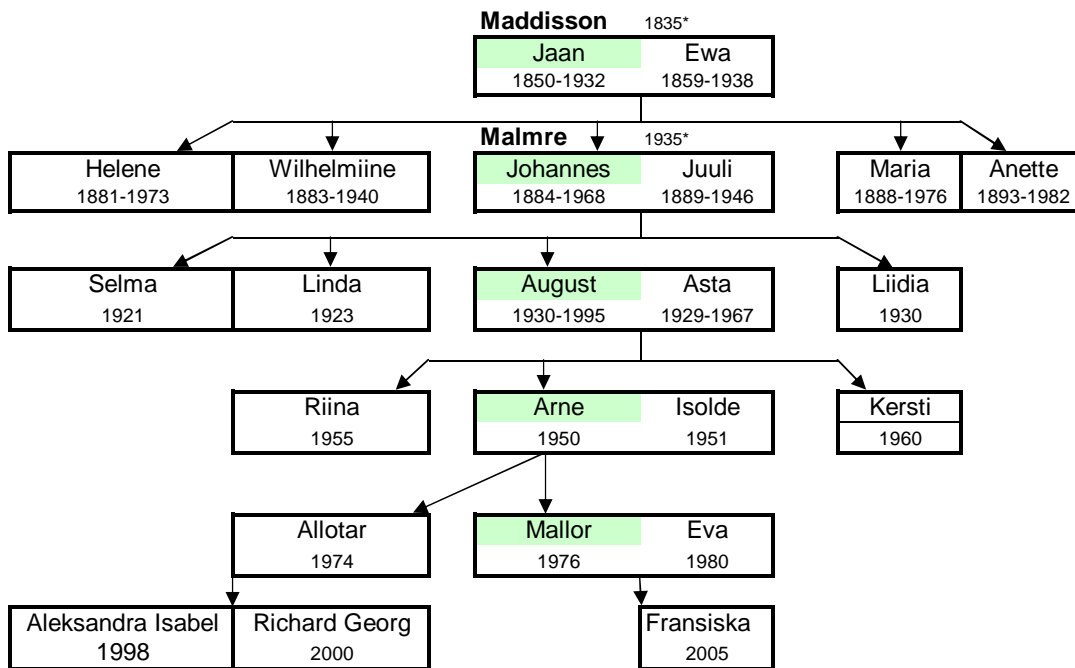 Maddisson 1835*
Jaan Ewa
1850-1932 1859-1938
Malmre 1935*
Helene Wilhelmiine Johannes Juuli Maria Anette
1881-1973 1883-1940 1884-1968 1889-1946 1888-1976 1893-1982
Selma Linda August Asta Liidia
1921 1923 1930-1995 1929-1967 1930
Riina Arne Isolde Kersti
1955 1950 1951 1960
Allotar Mallor Eva
1974 1976 1980
Aleksandra Isabel Richard Georg Fransiska
1998 2000 2005